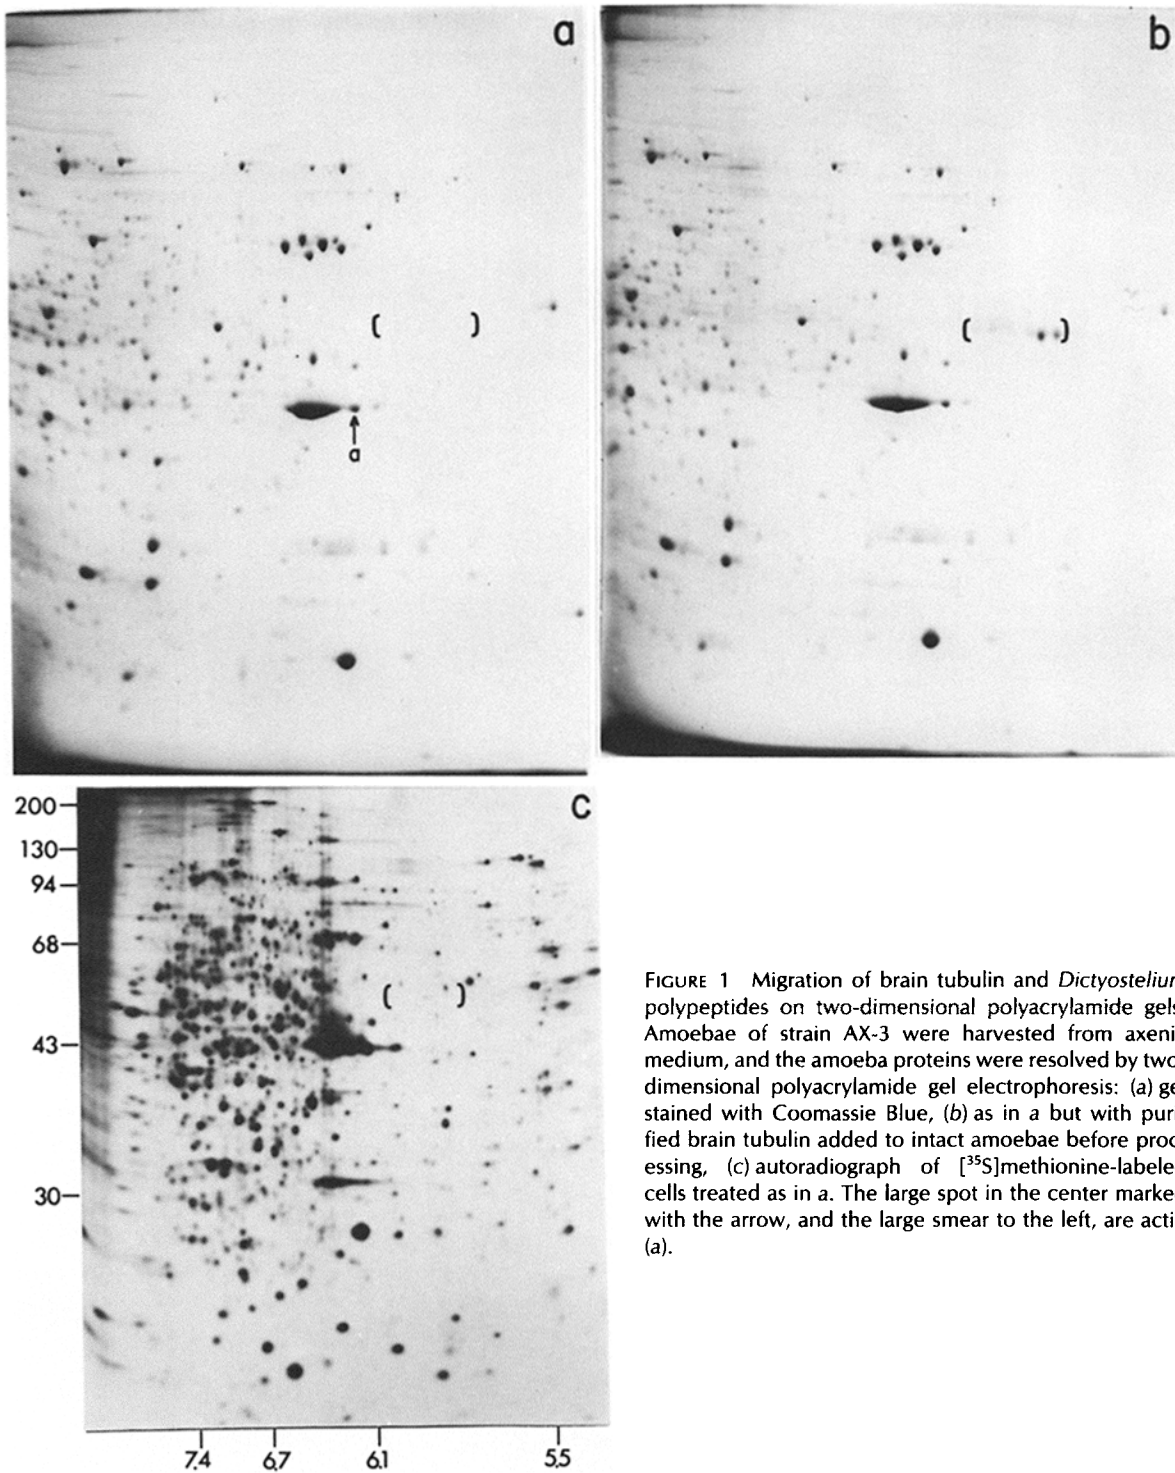 a
b
( )
( )
a
c
200
130
94
68
( )
43
30
7.4 6.7 6.1 5.5
FIGURE 1 Migration of brain tubulin and Dictyostelium
polypeptides on two-dimensional polyacrylamide gels
Amoebae of strain AX-3 were harvested from axeni
medium, and the amoeba proteins were resolved by two
dimensional polyacrylamide gel electrophoresis: (a) ge
stained with Coomassie Blue, (b) as in a but with pur
fied brain tubulin added to intact amoebae before proc
essing, (c) autoradiograph of [³⁵S]methionine-labele
cells treated as in a. The large spot in the center marke
with the arrow, and the large smear to the left, are acti
(a).